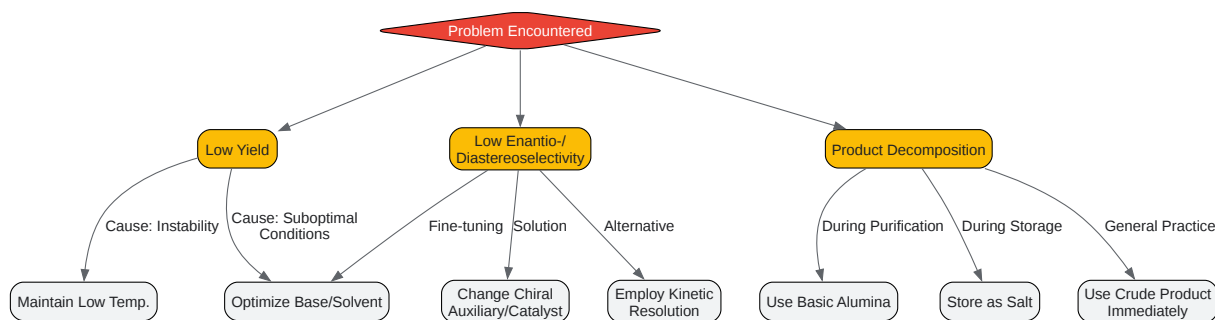 Problem Encountered
Low Yield
Low Enantio-/
Diastereoselectivity
Product Decomposition
Cause: Instability
Cause: Suboptimal
Conditions
Fine-tuning
Solution
Alternative
During Purification
During Storage
General Practice
Maintain Low Temp.
Optimize Base/Solvent
Change Chiral
Auxiliary/Catalyst
Employ Kinetic
Resolution
Use Basic Alumina
Store as Salt
Use Crude Product
Immediately